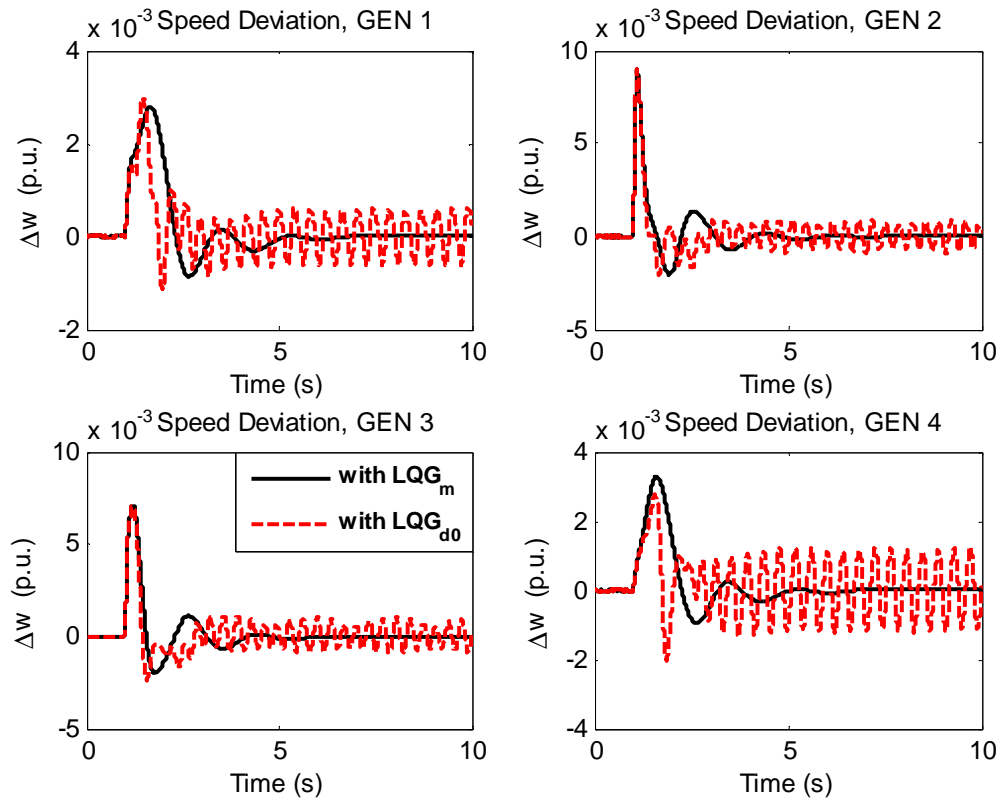 x 10-3 Speed Deviation, GEN 1
4
2
0
-2
Δw (p.u.)
0
5
10
Time (s)
x 10-3 Speed Deviation, GEN 2
10
5
0
-5
Δw (p.u.)
0
5
10
Time (s)
x 10-3 Speed Deviation, GEN 3
10
5
0
-5
Δw (p.u.)
with LQGm
with LQGd0
0
5
10
Time (s)
x 10-3 Speed Deviation, GEN 4
4
2
0
-2
-4
Δw (p.u.)
0
5
10
Time (s)